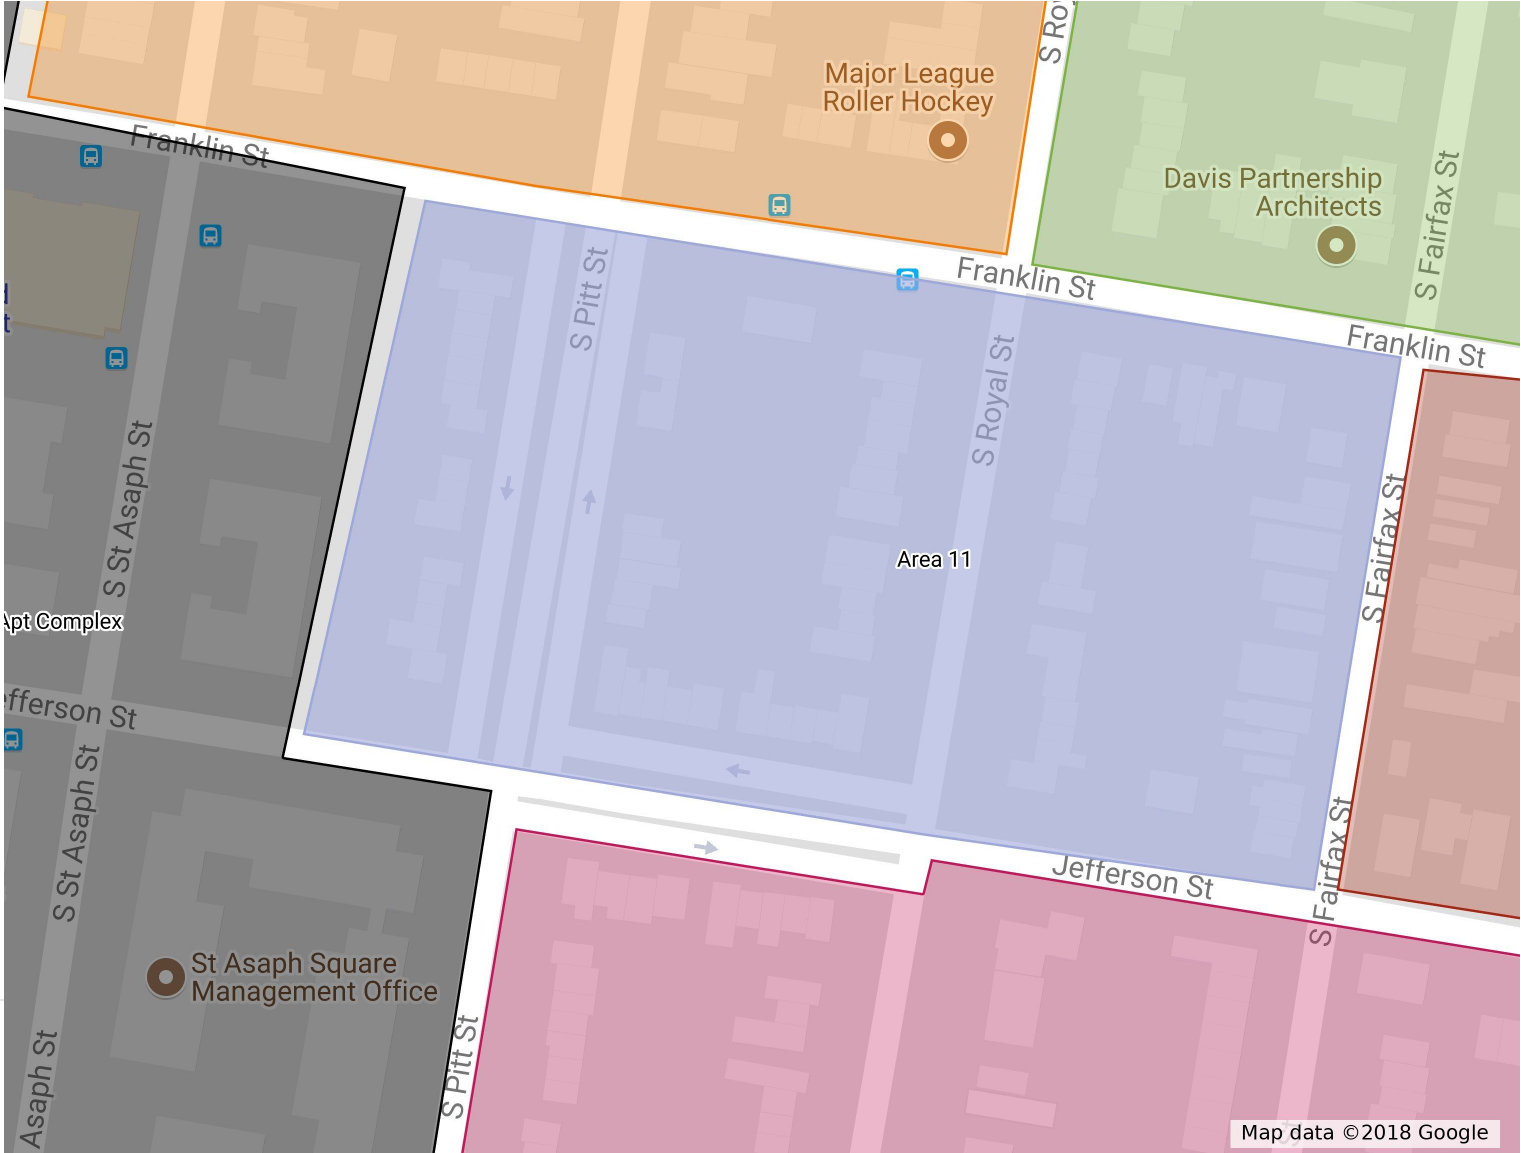 S Roy
Major League
Roller Hockey
Franklin St
Davis Partnership
Architects
S Fairfax St
S Pitt St
Franklin St
Franklin St
S Royal St
S St Asaph St
S Fairfax St
Area 11
Apt Complex
efferson St
S St Asaph St
S Fairfax St
Jefferson St
St Asaph Square
Management Office
S Pitt St
Asaph St
Map data ©2018 Google